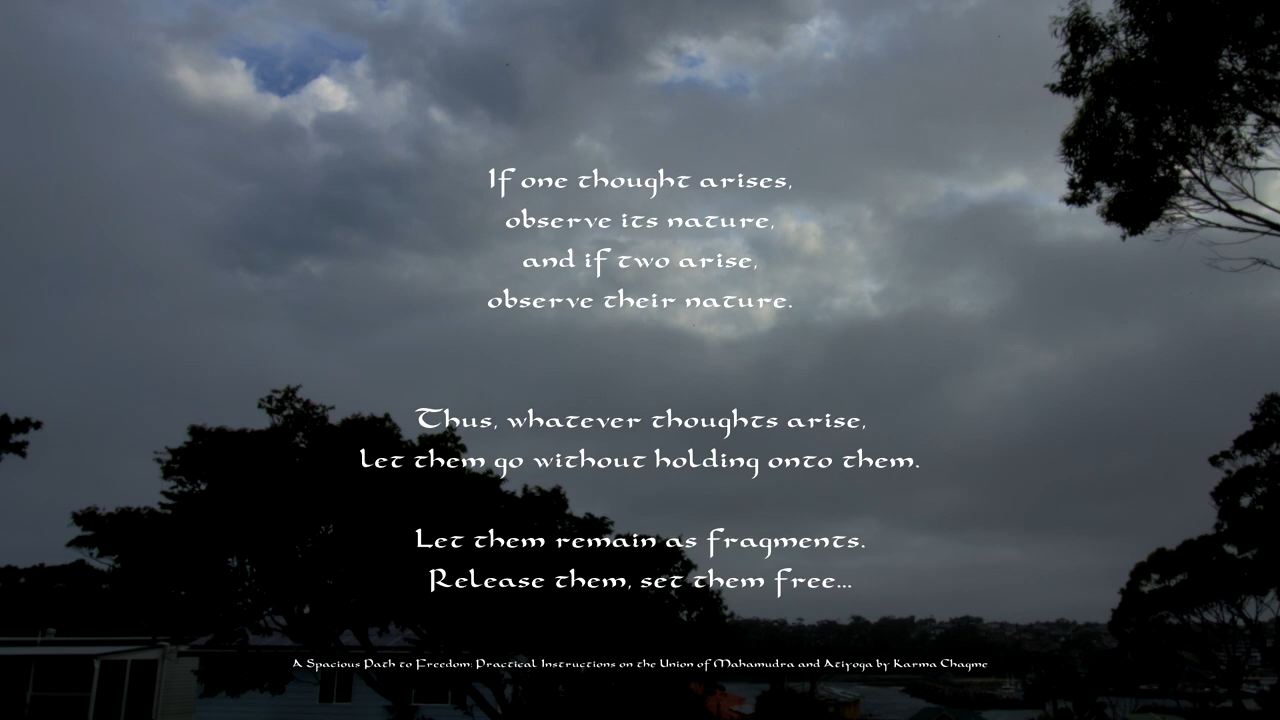 If one thought arises,
observe its nature,
and if two arise,
observe their nature.
Thus, whatever thoughts arise,
let them go without holding onto them.
Let them remain as fragments.
Release them, set them free...
A Spacious Path to Freedom: Practical Instructions on the Union of Mahamudra and Atiyoga by Karma Chagme